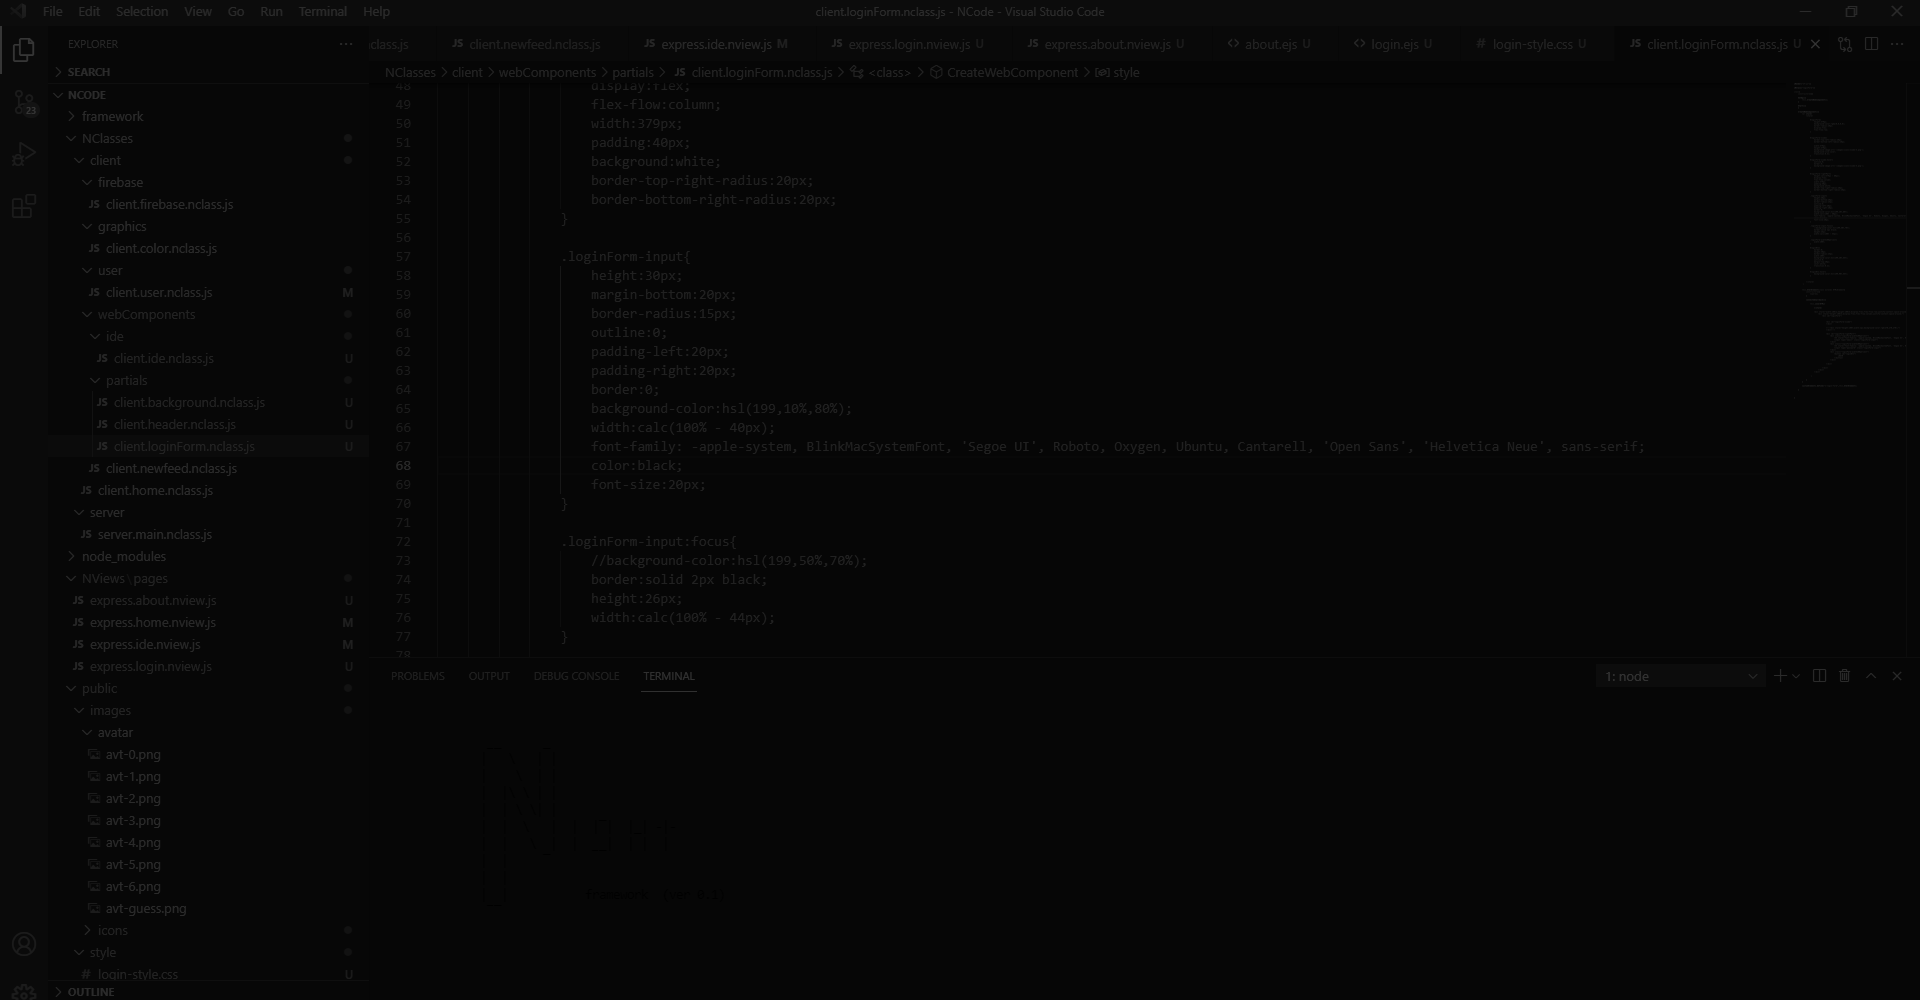 File Edit Selection View Go Run Terminal Help
client.loginForm.nclass.js - NCode - Visual Studio Code
EXPLORER
SEARCH
NCODE
framework
NClasses
client
firebase
JS client.firebase.nclass.js
graphics
JS client.color.nclass.js
user
JS client.user.nclass.js M
webComponents
ide
JS client.ide.nclass.js U
partials
JS client.background.nclass.js U
JS client.header.nclass.js U
JS client.loginForm.nclass.js U
JS client.newfeed.nclass.js
JS client.home.nclass.js
server
JS server.main.nclass.js
node_modules
NViews \ pages
JS express.about.nview.js U
JS express.home.nview.js M
JS express.ide.nview.js M
JS express.login.nview.js U
public
images
avatar
avt-0.png
avt-1.png
avt-2.png
avt-3.png
avt-4.png
avt-5.png
avt-6.png
avt-guess.png
icons
style
# login-style.css U
OUTLINE
23
class.js JS client.newfeed.nclass.js JS express.ide.nview.js M JS express.login.nview.js U JS express.about.nview.js U <> about.ejs U <> login.ejs U # login-style.css U JS client.loginForm.nclass.js U
NClasses > client > webComponents > partials > JS client.loginForm.nclass.js > <class> > CreateWebComponent > style
48 display:flex;
49 flex-flow:column;
50 width:379px;
51 padding:40px;
52 background:white;
53 border-top-right-radius:20px;
54 border-bottom-right-radius:20px;
55 }
56
57 .loginForm-input{
58 height:30px;
59 margin-bottom:20px;
60 border-radius:15px;
61 outline:0;
62 padding-left:20px;
63 padding-right:20px;
64 border:0;
65 background-color:hsl(199,10%,80%);
66 width:calc(100% - 40px);
67 font-family: -apple-system, BlinkMacSystemFont, 'Segoe UI', Roboto, Oxygen, Ubuntu, Cantarell, 'Open Sans', 'Helvetica Neue', sans-serif;
68 color:black;
69 font-size:20px;
70 }
71
72 .loginForm-input:focus{
73 //background-color:hsl(199,50%,70%);
74 border:solid 2px black;
75 height:26px;
76 width:calc(100% - 44px);
77 }
78
PROBLEMS OUTPUT DEBUG CONSOLE TERMINAL
1: node